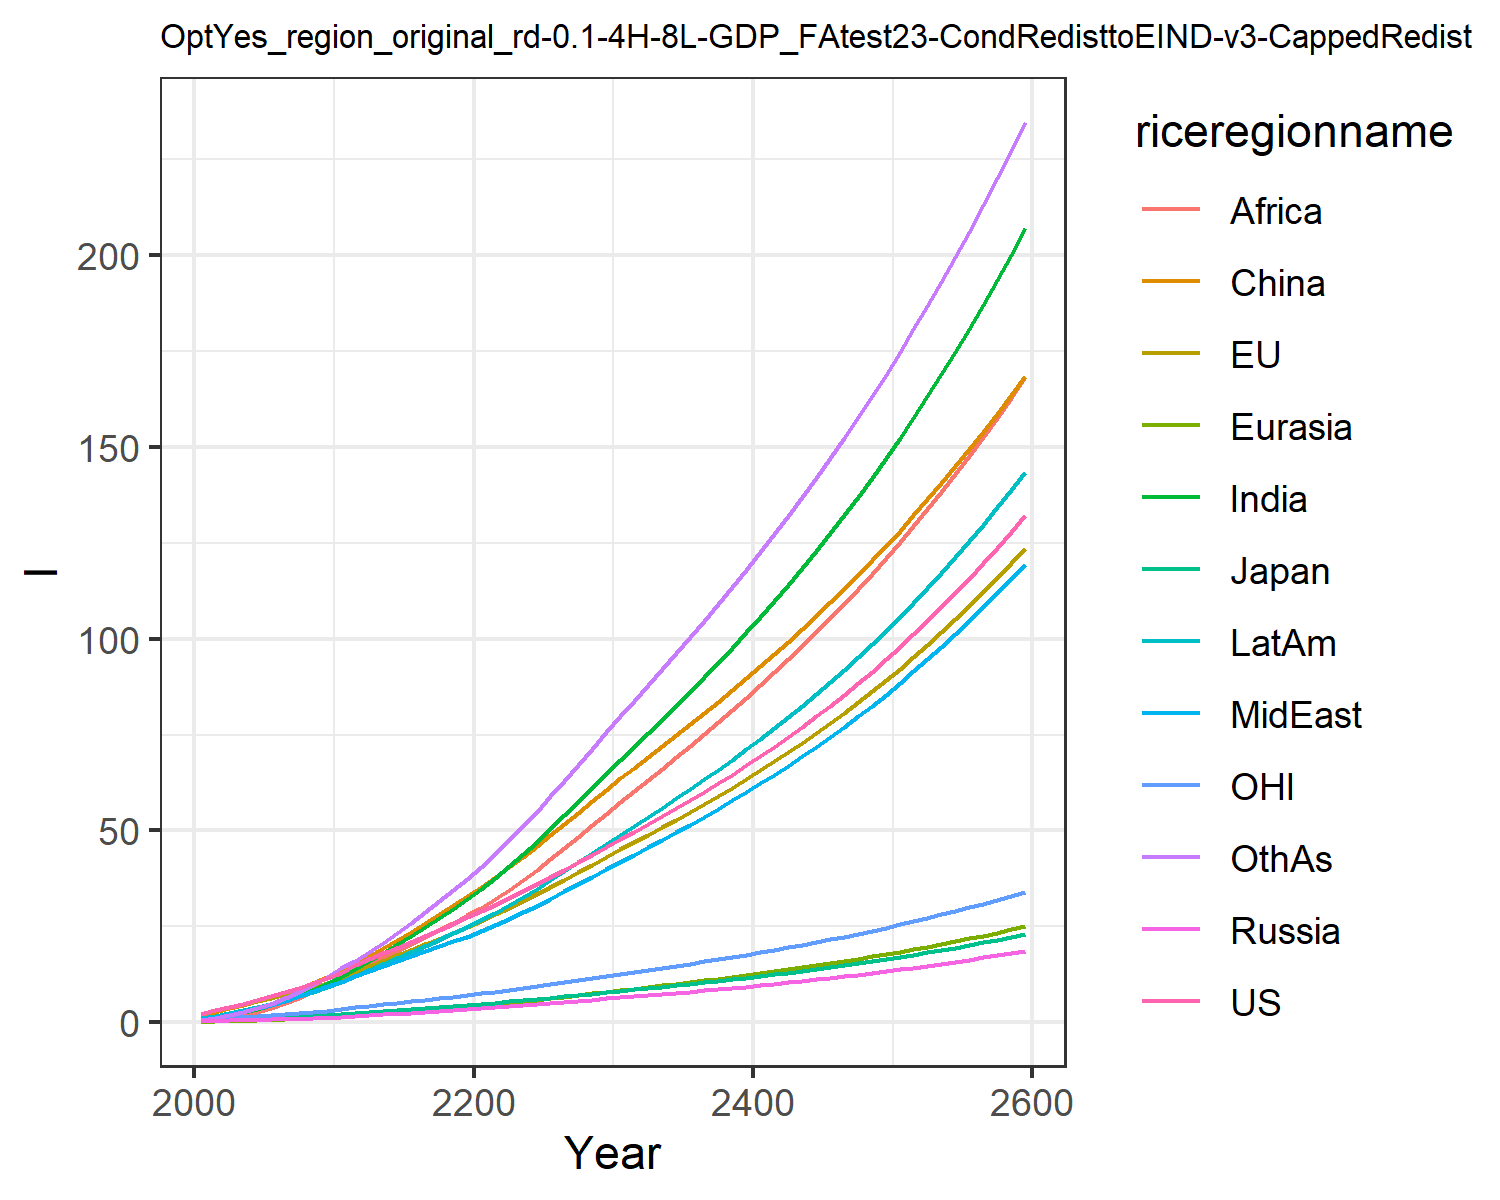 OptYes_region_original_rd-0.1-4H-8L-GDP_FAtest23-CondRedisttoEIND-v3-CappedRedist
riceregionname
Africa
China
EU
Eurasia
India
Japan
LatAm
MidEast
OHI
OthAs
Russia
US
I
200
150
100
50
0
2000 2200 2400 2600
Year